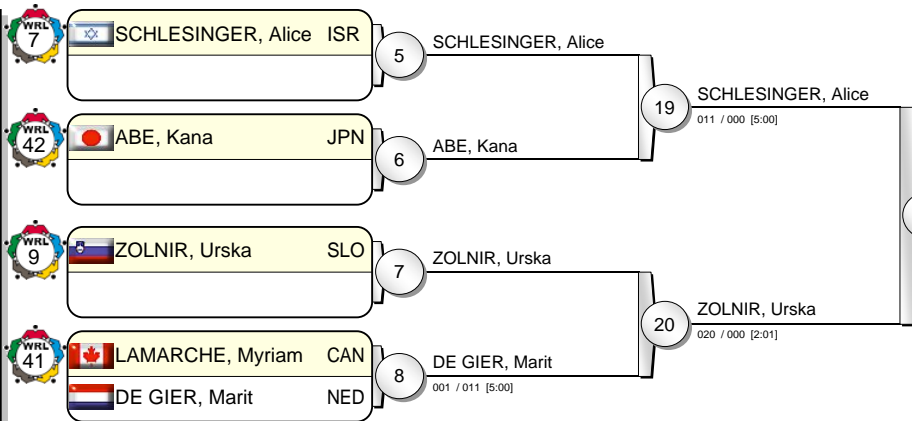 WRL
7
SCHLESINGER, Alice ISR
5
SCHLESINGER, Alice
WRL
42
ABE, Kana JPN
6
ABE, Kana
19
SCHLESINGER, Alice
011 / 000 [5:00]
WRL
9
ZOLNIR, Urska SLO
7
ZOLNIR, Urska
WRL
41
LAMARCHE, Myriam CAN
DE GIER, Marit NED
8
DE GIER, Marit
001 / 011 [5:00]
20
ZOLNIR, Urska
020 / 000 [2:01]